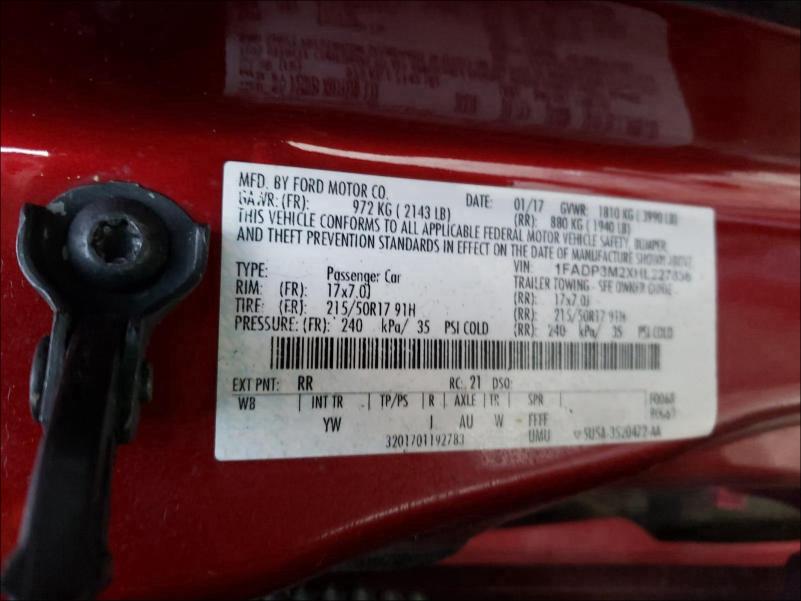 MFD. BY FORD MOTOR CO. DATE: 01/17 GVWR: 1810 KG ( 3990 LB)
GAWR: (FR): 972 KG ( 2143 LB) (RR): 880 KG ( 1940 LB)
THIS VEHICLE CONFORMS TO ALL APPLICABLE FEDERAL MOTOR VEHICLE SAFETY, BUMPER,
AND THEFT PREVENTION STANDARDS IN EFFECT ON THE DATE OF MANUFACTURE SHOWN ABOVE.
VIN: 1FADP3M2XHL227856
TYPE: Passenger Car TRAILER TOWING - SEE OWNER GUIDE -
RIM: (FR): 17x7.0J (RR): 17x7.0J
TIRE: (FR): 215/50R17 91H (RR): 215/50R17 91H
PRESSURE: (FR): 240 kPa/ 35 PSI COLD (RR): 240 kPa/ 35 PSI COLD
EXT PNT: RR RC: 21 DSO:
WB INT TR TP/PS R AXLE TR SPR F0068
YW I AU W FFTF
3201701192783 UMU 5USA-3520472-AA